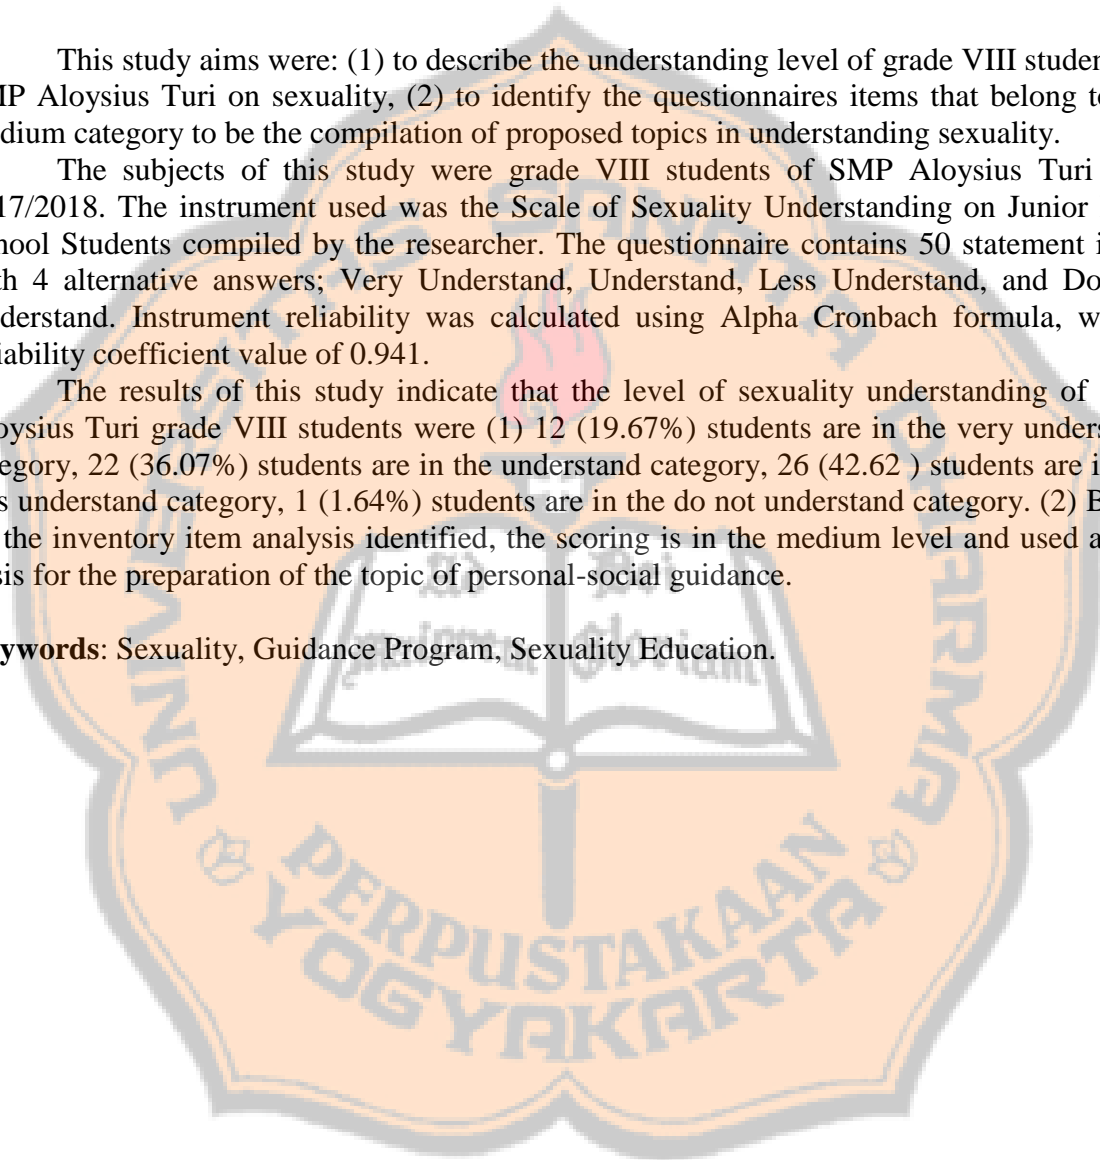 This study aims were: (1) to describe the understanding level of grade VIII studen
MP Aloysius Turi on sexuality, (2) to identify the questionnaires items that belong to
dium category to be the compilation of proposed topics in understanding sexuality.
The subjects of this study were grade VIII students of SMP Aloysius Turi
17/2018. The instrument used was the Scale of Sexuality Understanding on Junior
hool Students compiled by the researcher. The questionnaire contains 50 statement i
th 4 alternative answers; Very Understand, Understand, Less Understand, and Do
derstand. Instrument reliability was calculated using Alpha Cronbach formula, w
iability coefficient value of 0.941.
The results of this study indicate that the level of sexuality understanding of
oysius Turi grade VIII students were (1) 12 (19.67%) students are in the very unders
egory, 22 (36.07%) students are in the understand category, 26 (42.62 ) students are i
s understand category, 1 (1.64%) students are in the do not understand category. (2) B
the inventory item analysis identified, the scoring is in the medium level and used a
sis for the preparation of the topic of personal-social guidance.
ywords: Sexuality, Guidance Program, Sexuality Education.
UNIVERSITAS SANATA DHARMA
Ad Dei
Gloriam
PERPUSTAKAAN
YOGYAKARTA